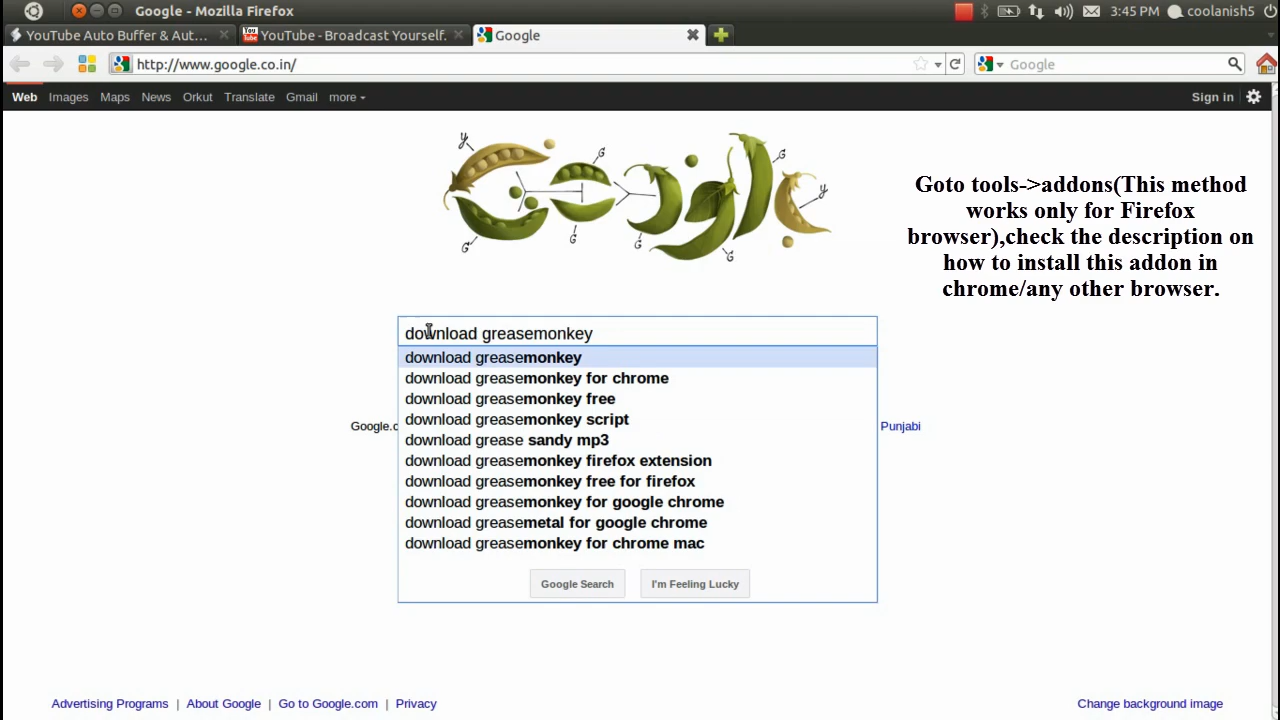 Google - Mozilla Firefox
3:45 PM
coolanish5
YouTube Auto Buffer & Aut...
YouTube - Broadcast Yourself.
Google
http://www.google.co.in/
Google
Web Images Maps News Orkut Translate Gmail more
Sign in
y
G
G
G
G
G
y
Goto tools->addons(This method
works only for Firefox
browser),check the description on
how to install this addon in
chrome/any other browser.
download greasemonkey
download greasemonkey
download greasemonkey for chrome
download greasemonkey free
download greasemonkey script
Google.c
Punjabi
download grease sandy mp3
download greasemonkey firefox extension
download greasemonkey free for firefox
download greasemonkey for google chrome
download greasemetal for google chrome
download greasemonkey for chrome mac
Google Search
I'm Feeling Lucky
Advertising Programs | About Google | Go to Google.com | Privacy
Change background image